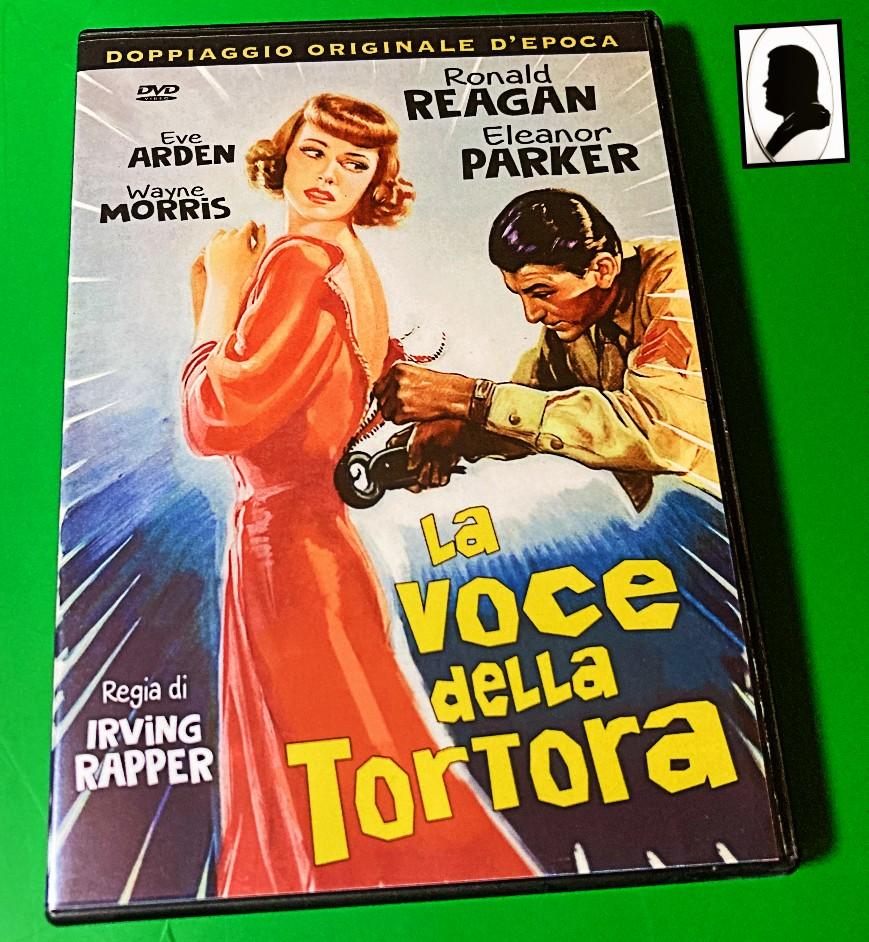 DOPPIAGGIO ORIGINALE D'EPOCA
DVD
VIDEO
Ronald
REAGAN
Eleanor
PARKER
Eve
ARDEN
Wayne
MORRiS
La
voce
della
Tortora
Regia di
IRViNG
RAPPER